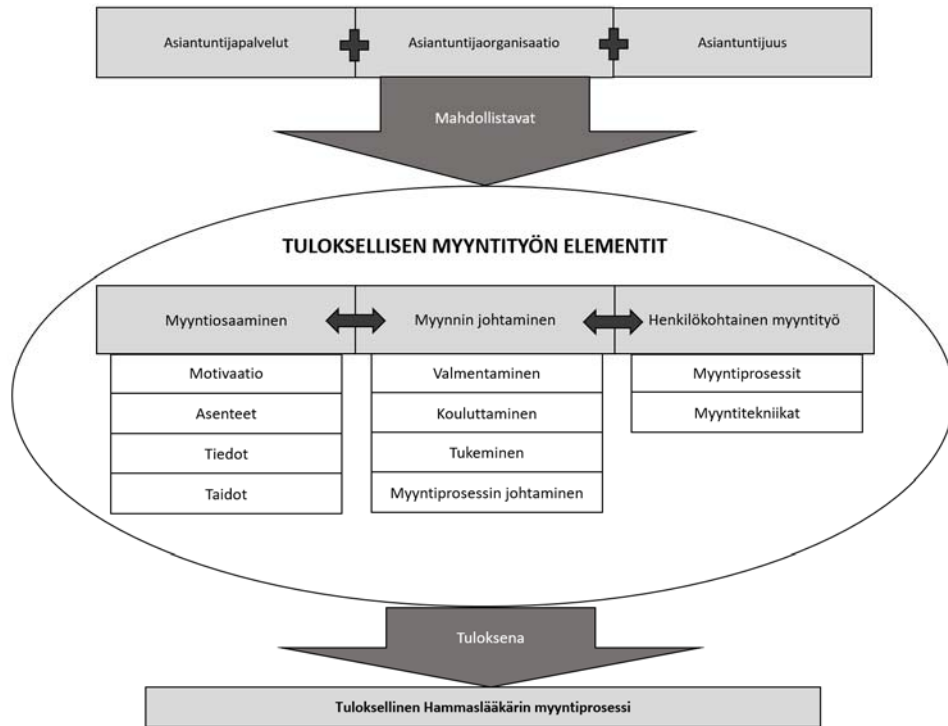 Asiantuntijapalvelut
Asiantuntijaorganisaatio
Asiantuntijuus
Mahdollistavat
TULOKSELLISEN MYYNTITYÖN ELEMENTIT
Myyntiosaaminen
Myynnin johtaminen
Henkilökohtainen myyntityö
Motivaatio
Asenteet
Tiedot
Taidot
Valmentaminen
Kouluttaminen
Tukeminen
Myyntiprosessin johtaminen
Myyntiprosessit
Myyntitekniikat
Tuloksena
Tuloksellinen Hammaslääkärin myyntiprosessi